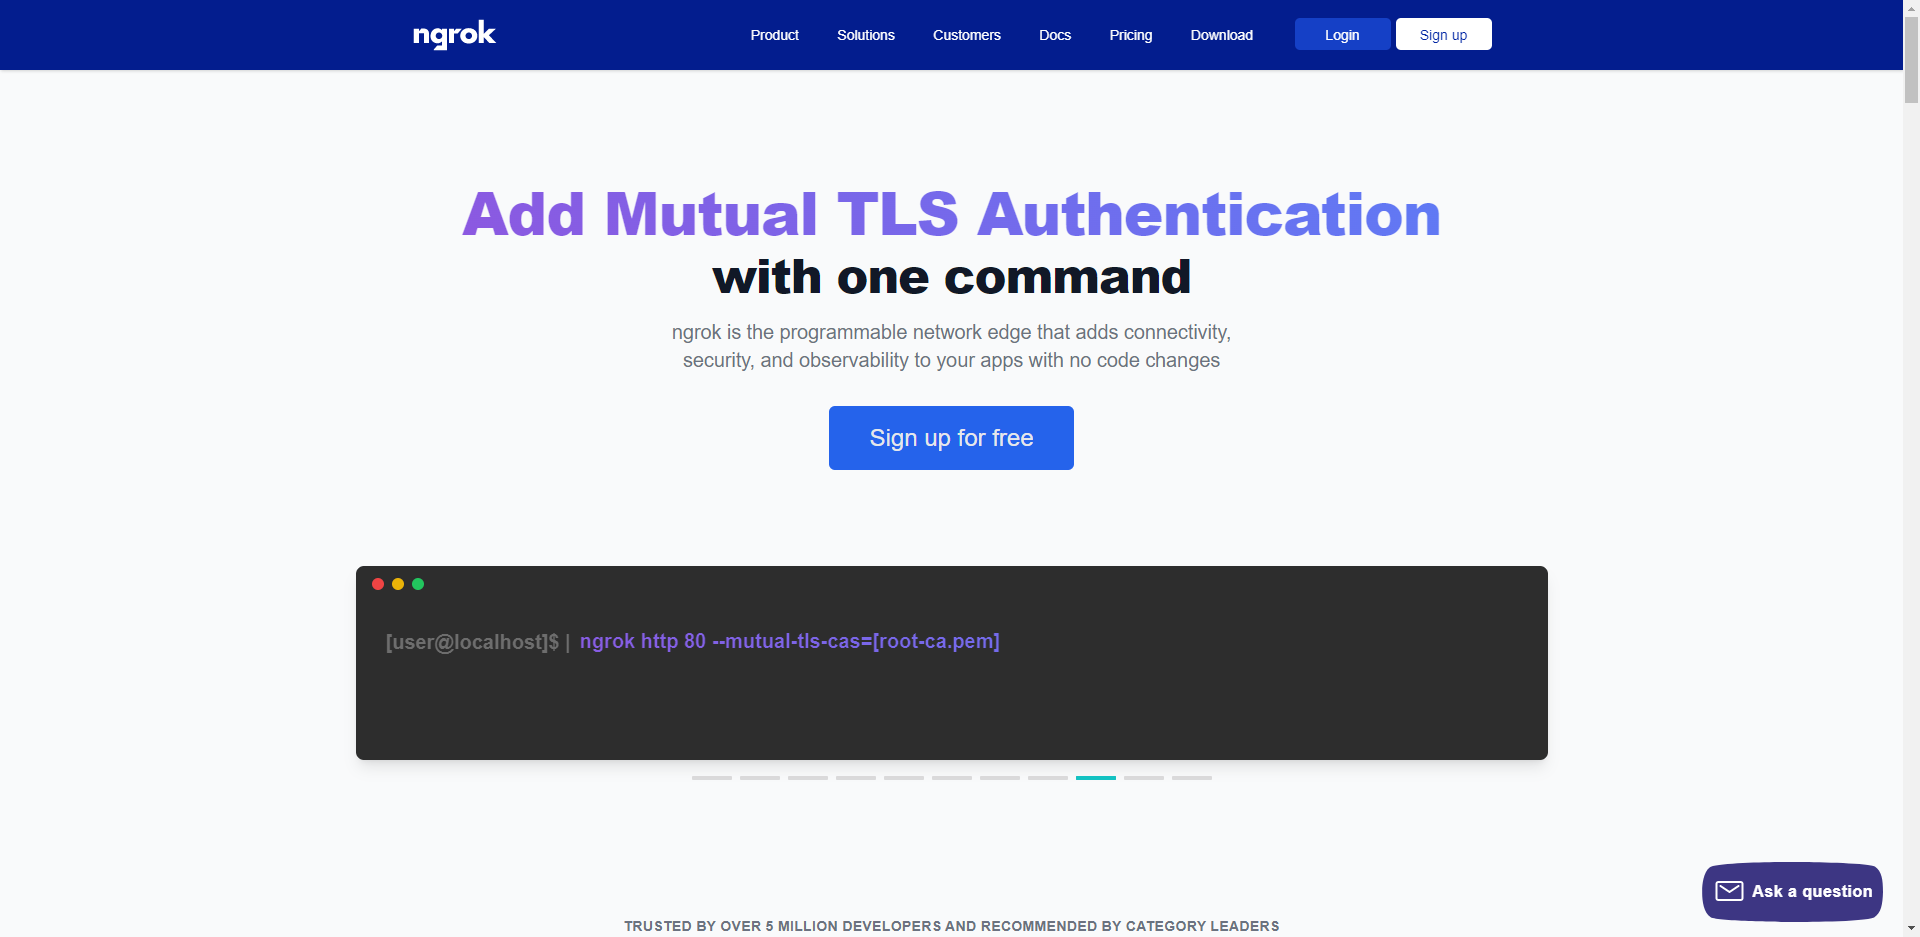 ngrok
Product Solutions Customers Docs Pricing Download Login Sign up
Add Mutual TLS Authentication
with one command
ngrok is the programmable network edge that adds connectivity,
security, and observability to your apps with no code changes
Sign up for free
[user@localhost]$ | ngrok http 80 --mutual-tls-cas=[root-ca.pem]
Ask a question
TRUSTED BY OVER 5 MILLION DEVELOPERS AND RECOMMENDED BY CATEGORY LEADERS